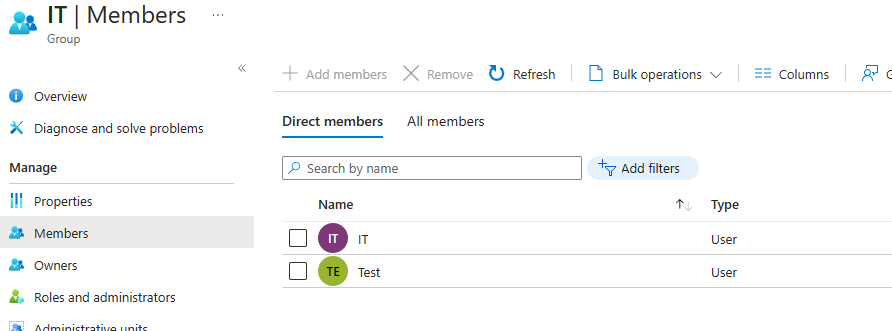 IT | Members ...
Group
Add members Remove Refresh Bulk operations Columns
Overview
Diagnose and solve problems
Manage
Properties
Members
Owners
Roles and administrators
Administrative units
Direct members All members
Search by name Add filters
Name Type
IT IT User
TE Test User